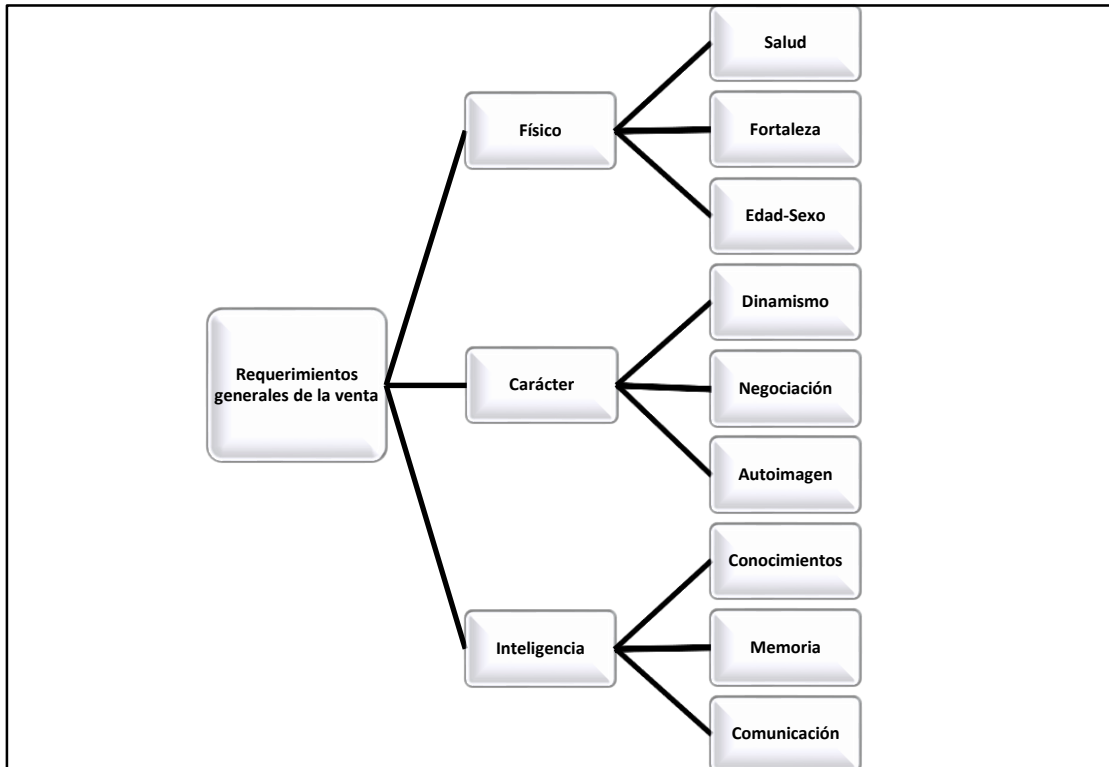 Requerimientos
generales de la venta
Físico
Salud
Fortaleza
Edad-Sexo
Carácter
Dinamismo
Negociación
Autoimagen
Inteligencia
Conocimientos
Memoria
Comunicación